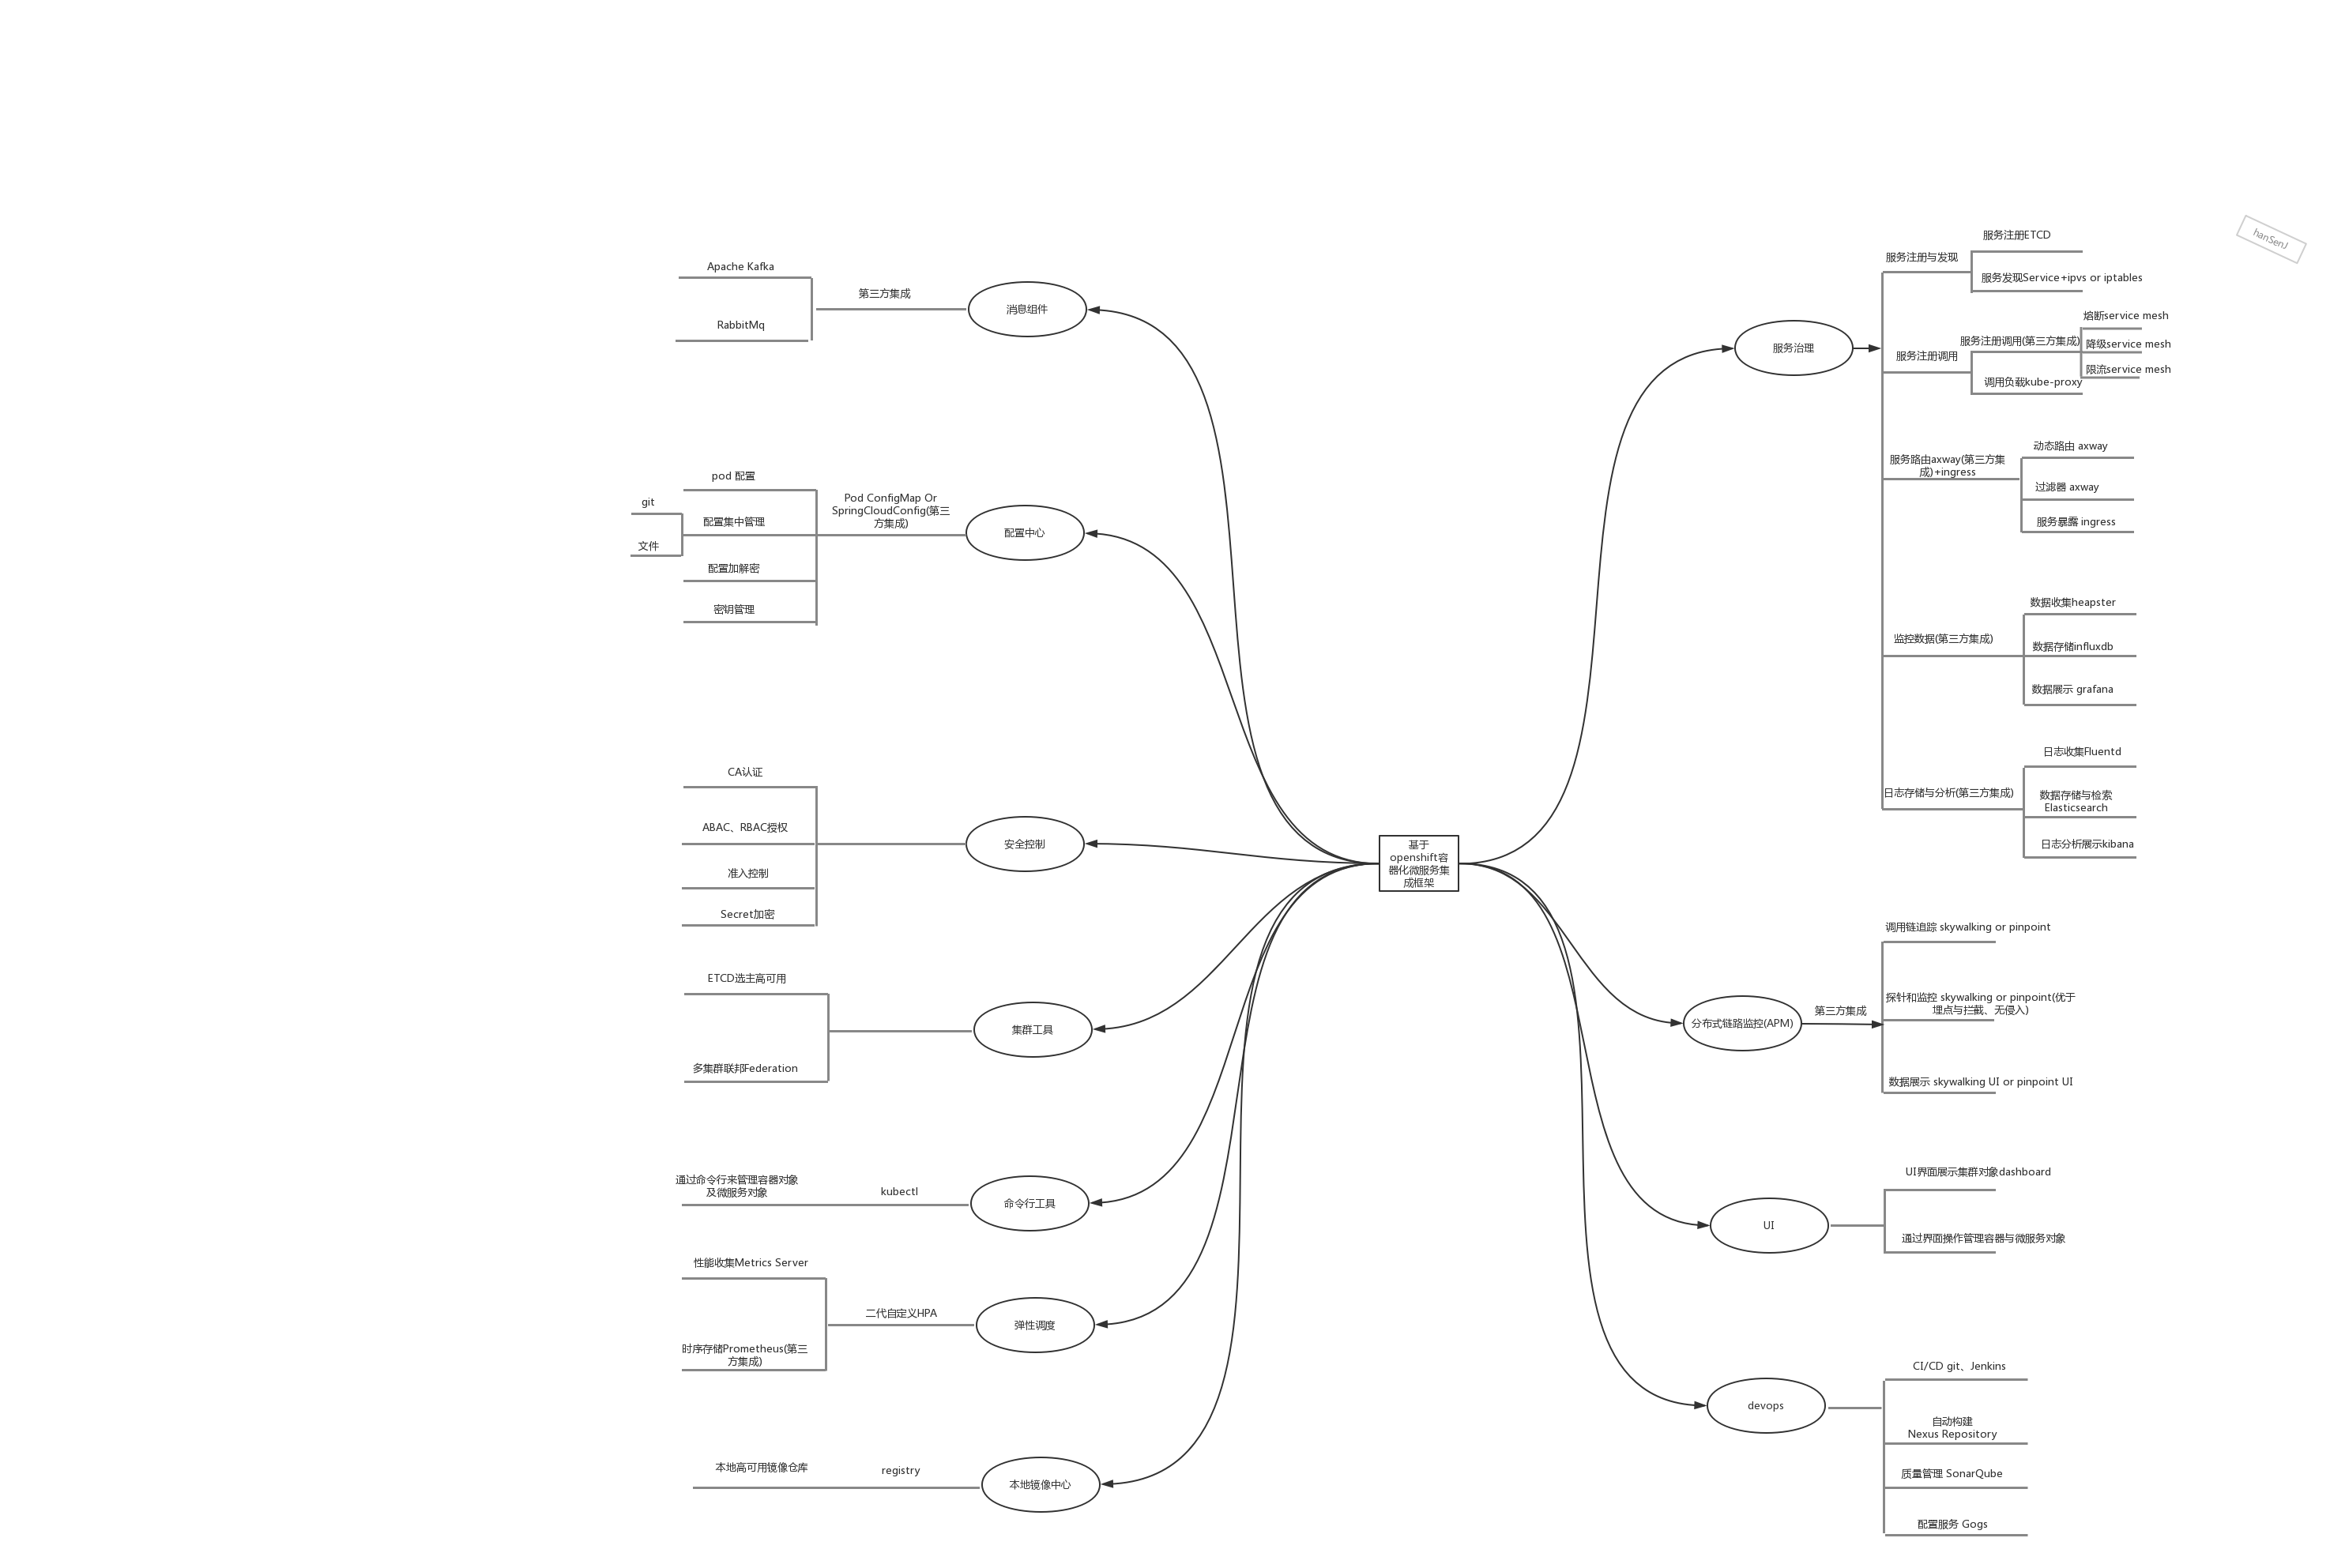 基于
openshift容
器化微服务集
成框架
消息组件
第三方集成
Apache Kafka
RabbitMq
配置中心
Pod ConfigMap Or
SpringCloudConfig(第三
方集成)
pod 配置
配置集中管理
git
文件
配置加解密
密钥管理
安全控制
CA认证
ABAC、RBAC授权
准入控制
Secret加密
集群工具
ETCD选主高可用
多集群联邦Federation
命令行工具
kubectl
通过命令行来管理容器对象
及微服务对象
弹性调度
二代自定义HPA
性能收集Metrics Server
时序存储Prometheus(第三
方集成)
本地镜像中心
registry
本地高可用镜像仓库
服务治理
服务注册与发现
服务注册ETCD
服务发现Service+ipvs or iptables
服务注册调用
服务注册调用(第三方集成)
熔断service mesh
降级service mesh
限流service mesh
调用负载kube-proxy
服务路由axway(第三方集
成)+ingress
动态路由 axway
过滤器 axway
服务暴露 ingress
监控数据(第三方集成)
数据收集heapster
数据存储influxdb
数据展示 grafana
日志存储与分析(第三方集成)
日志收集Fluentd
数据存储与检索
Elasticsearch
日志分析展示kibana
分布式链路监控(APM)
第三方集成
调用链追踪 skywalking or pinpoint
探针和监控 skywalking or pinpoint(优于
埋点与拦截、无侵入)
数据展示 skywalking UI or pinpoint UI
UI
UI界面展示集群对象dashboard
通过界面操作管理容器与微服务对象
devops
CI/CD git、Jenkins
自动构建
Nexus Repository
质量管理 SonarQube
配置服务 Gogs
hanSenJ